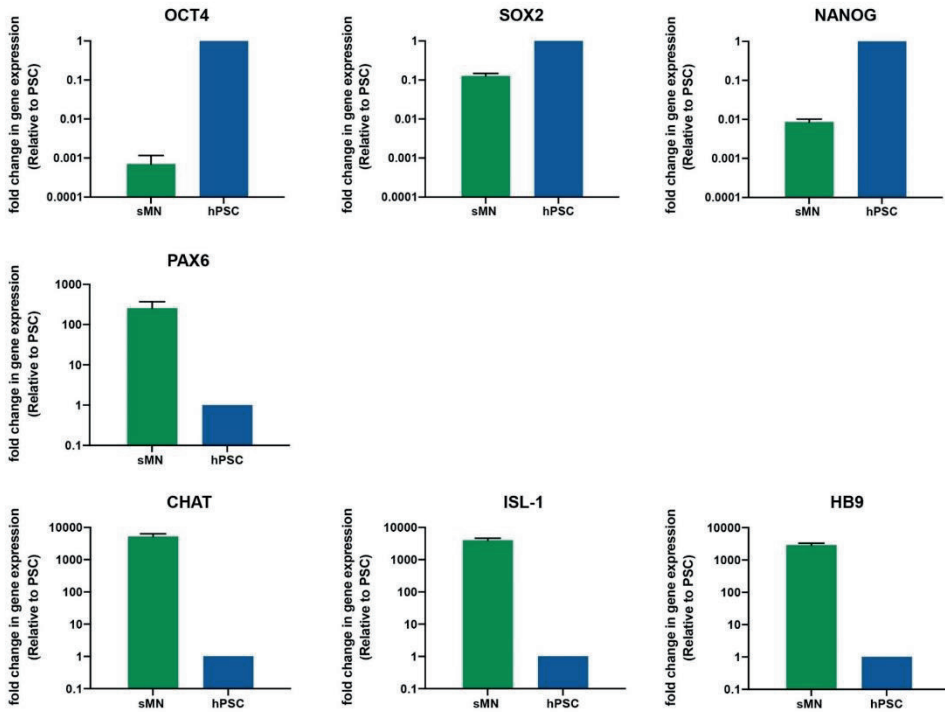 OCT4
fold change in gene expression
(Relative to PSC)
1
0.1
0.01
0.001
0.0001
sMN hPSC
SOX2
fold change in gene expression
(Relative to PSC)
1
0.1
0.01
0.001
0.0001
sMN hPSC
NANOG
fold change in gene expression
(Relative to PSC)
1
0.1
0.01
0.001
0.0001
sMN hPSC
PAX6
fold change in gene expression
(Relative to PSC)
1000
100
10
1
0.1
sMN hPSC
CHAT
fold change in gene expression
(Relative to PSC)
10000
1000
100
10
1
0.1
sMN hPSC
ISL-1
fold change in gene expression
(Relative to PSC)
10000
1000
100
10
1
0.1
sMN hPSC
HB9
fold change in gene expression
(Relative to PSC)
10000
1000
100
10
1
0.1
sMN hPSC